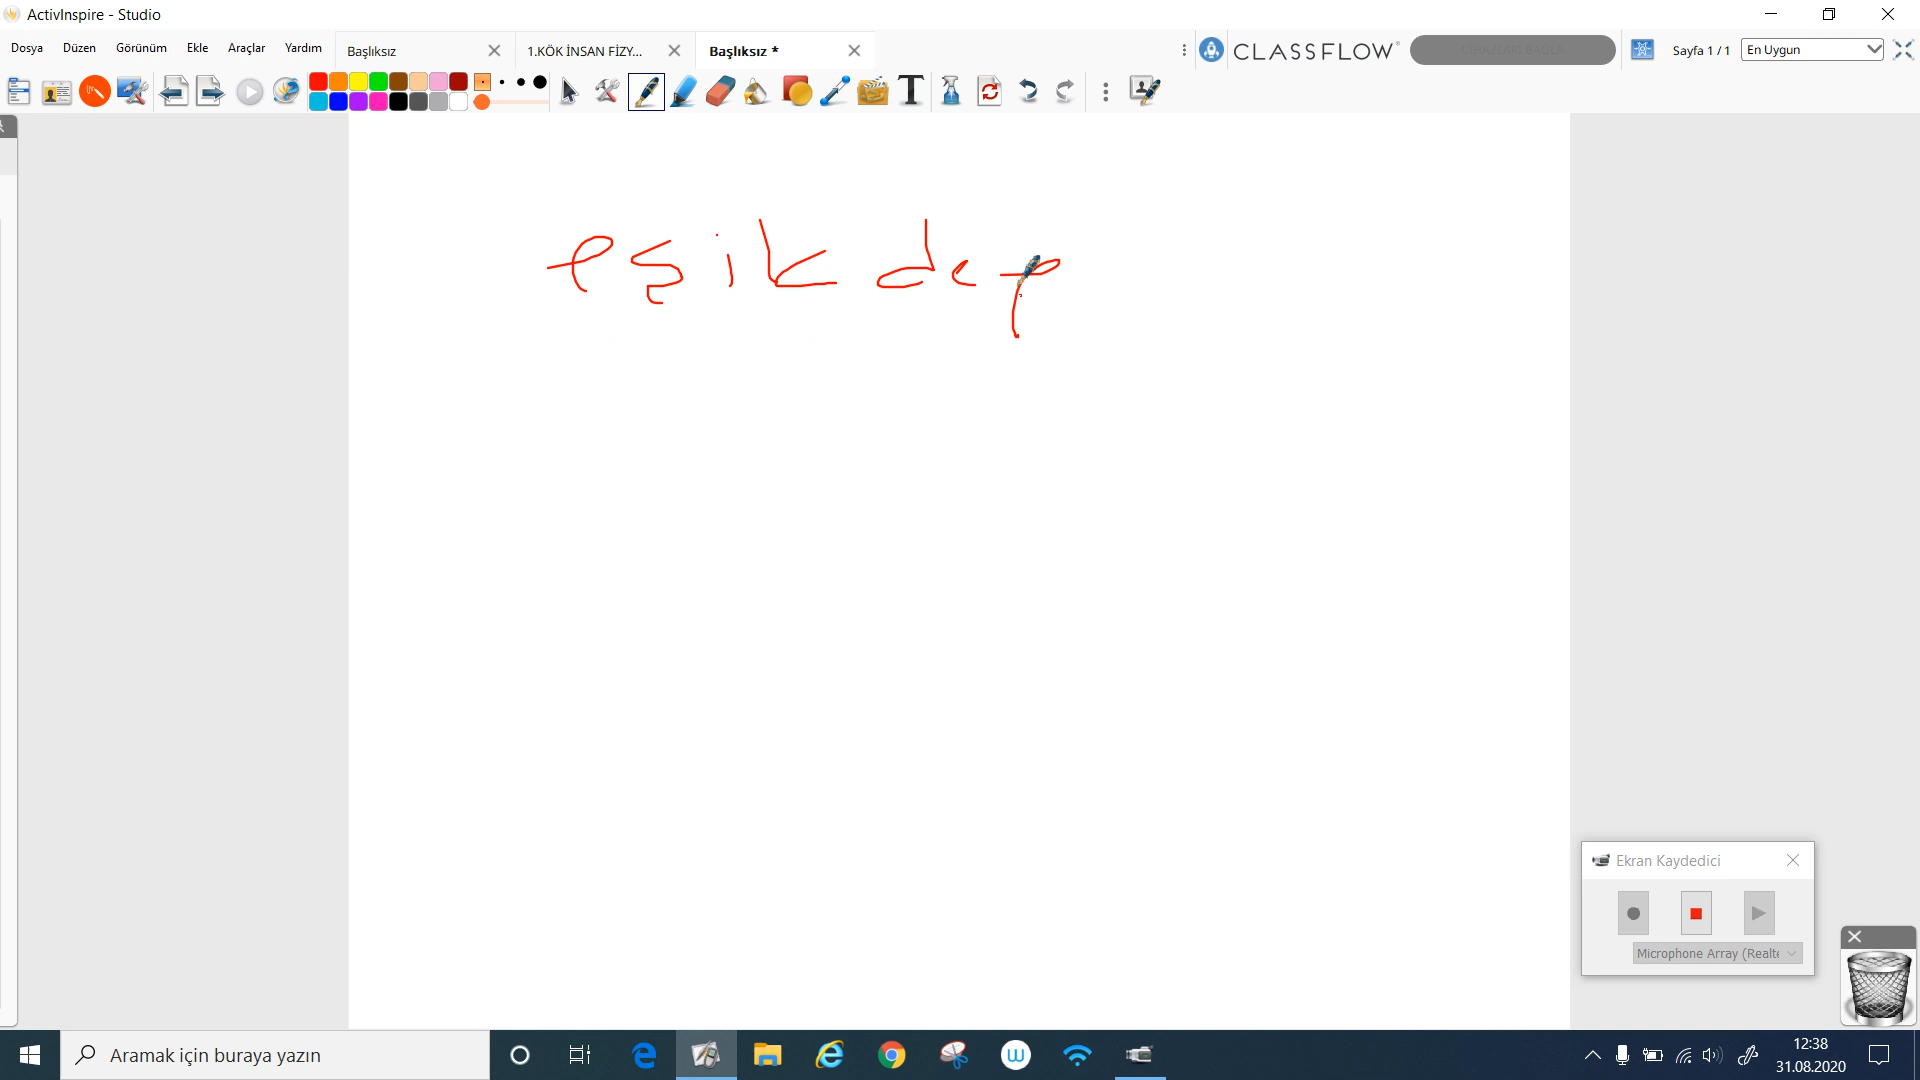 ActivInspire - Studio
Dosya Düzen Görünüm Ekle Araçlar Yardım Başlıksız 1.KÖK İNSAN FİZY... Başlıksız * CLASSFLOW Sayfa 1 / 1 En Uygun
T
eşik de
Ekran Kaydedici
Microphone Array (Realte
Aramak için buraya yazın
12:38
31.08.2020